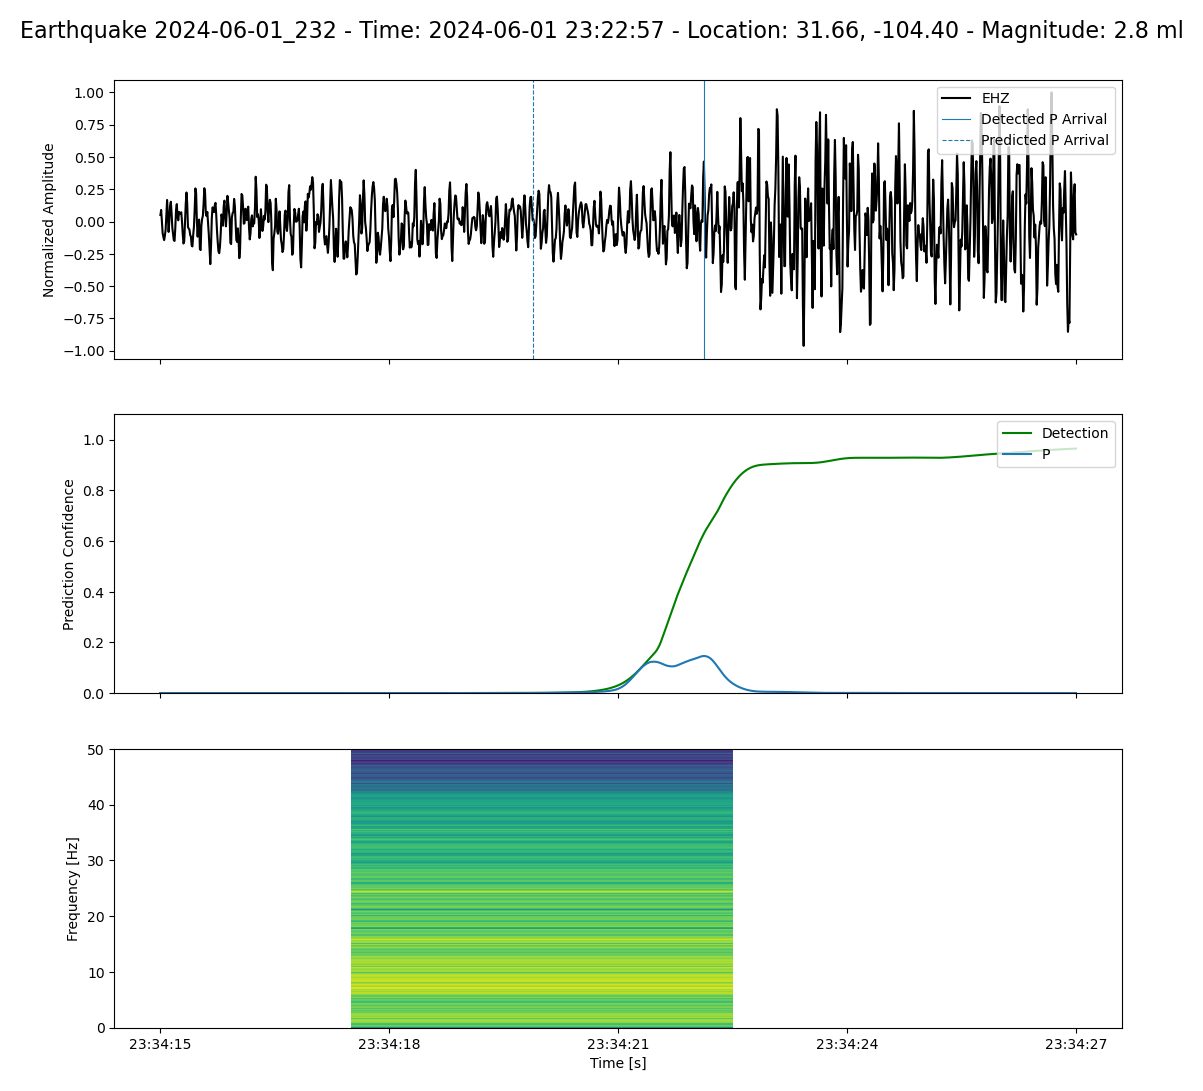 Earthquake 2024-06-01_232 - Time: 2024-06-01 23:22:57 - Location: 31.66, -104.40 - Magnitude: 2.8 ml
Normalized Amplitude
1.00
0.75
0.50
0.25
0.00
−0.25
−0.50
−0.75
−1.00
EHZ
Detected P Arrival
Predicted P Arrival
Prediction Confidence
1.0
0.8
0.6
0.4
0.2
0.0
Detection
P
Frequency [Hz]
50
40
30
20
10
0
23:34:15 23:34:18 23:34:21 23:34:24 23:34:27
Time [s]